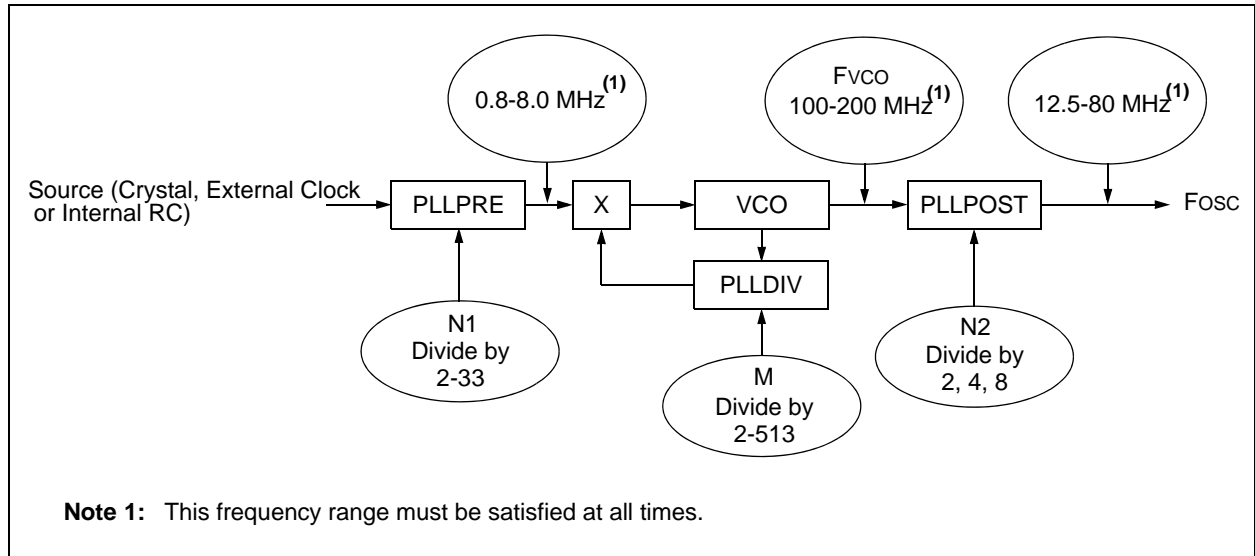 0.8-8.0 MHz(1)
FVCO
100-200 MHz(1)
12.5-80 MHz(1)
Source (Crystal, External Clock
or Internal RC)
PLLPRE
X
VCO
PLLPOST
FOSC
PLLDIV
N1
Divide by
2-33
M
Divide by
2-513
N2
Divide by
2, 4, 8
Note 1: This frequency range must be satisfied at all times.